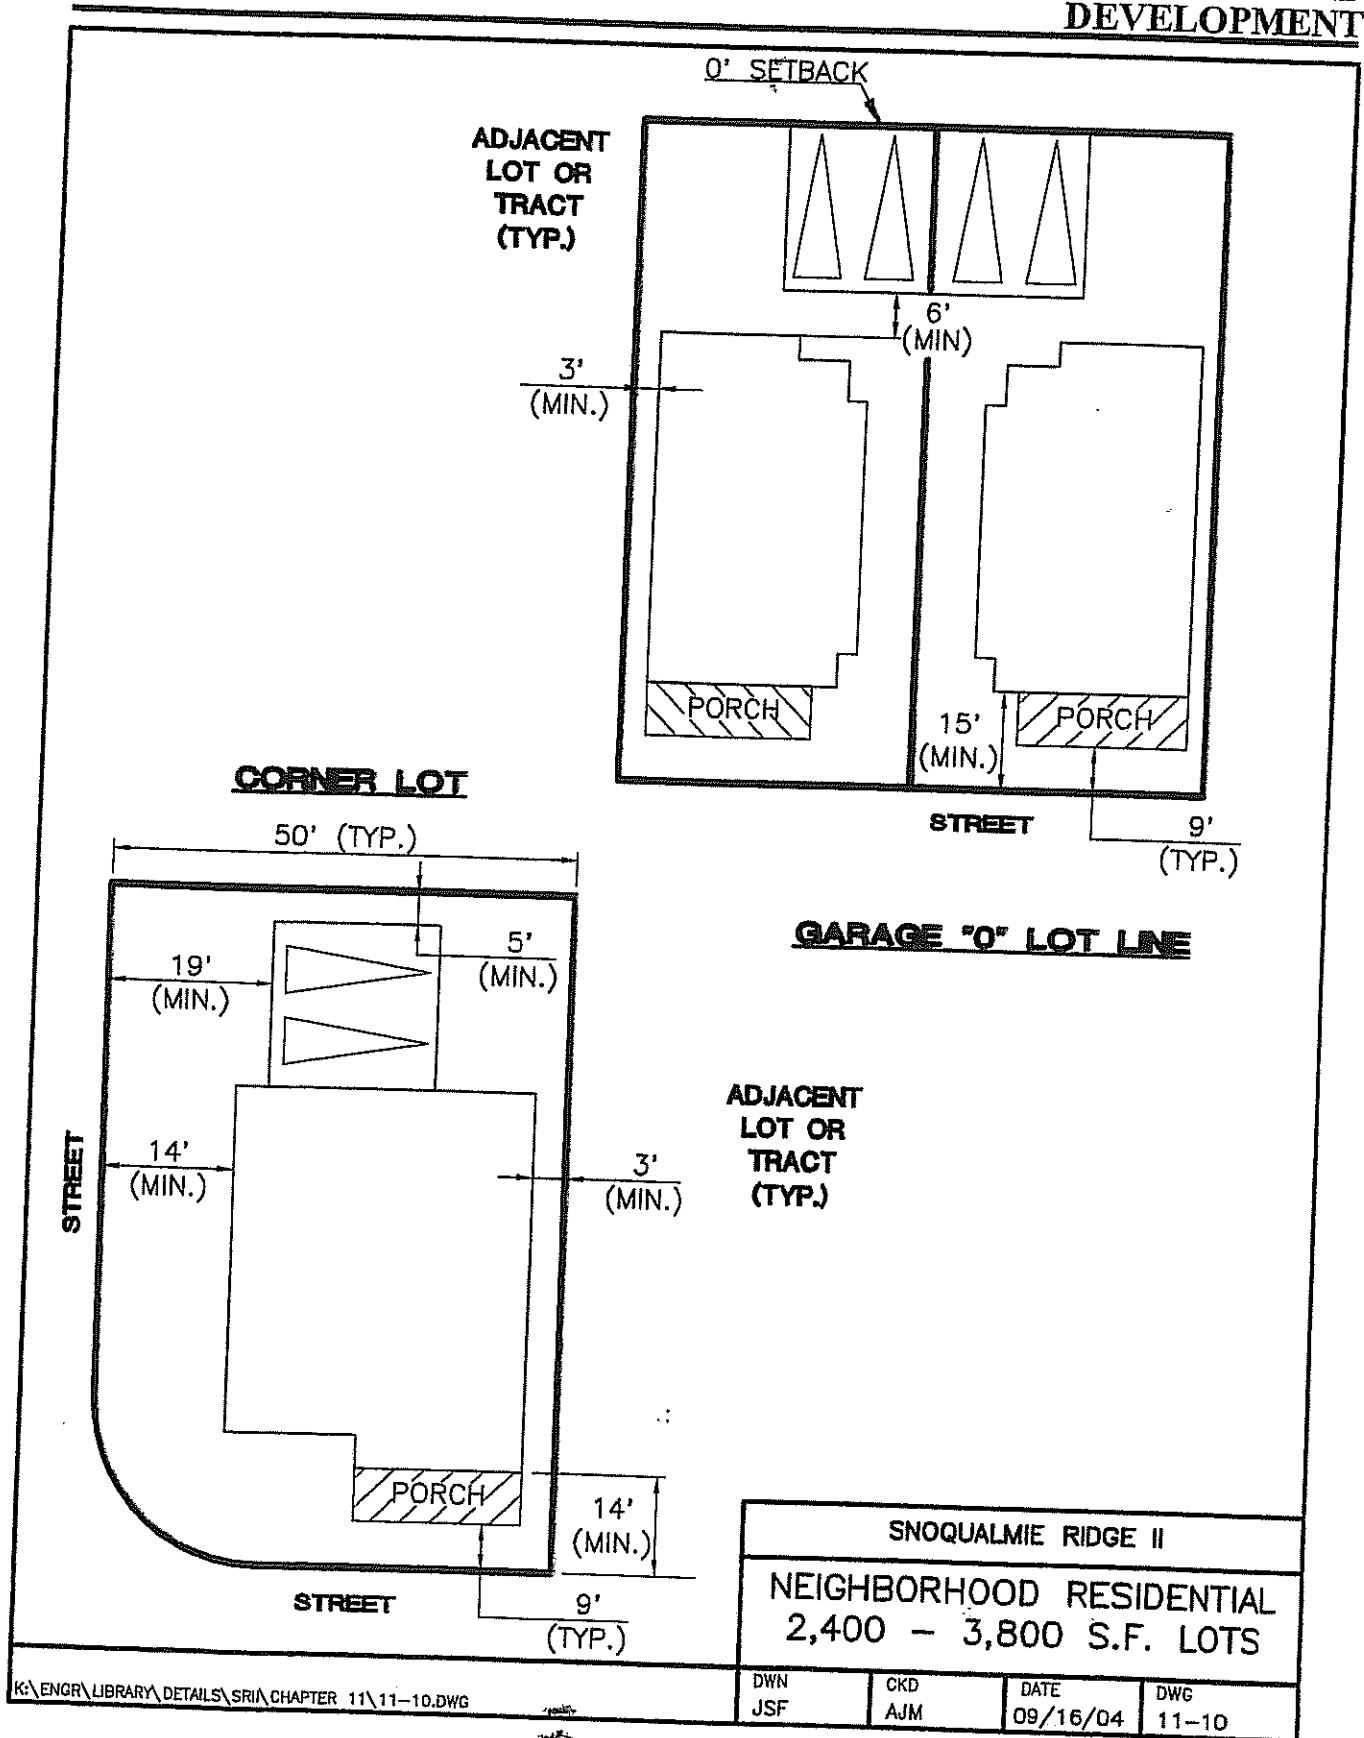 DEVELOPMENT
0' SETBACK
ADJACENT
LOT OR
TRACT
(TYP.)
6'
(MIN)
3'
(MIN.)
PORCH
PORCH
15'
(MIN.)
STREET
9'
(TYP.)
GARAGE "0" LOT LINE
CORNER LOT
50' (TYP.)
5'
(MIN.)
19'
(MIN.)
ADJACENT
LOT OR
TRACT
(TYP.)
14'
(MIN.)
3'
(MIN.)
STREET
PORCH
14'
(MIN.)
STREET
9'
(TYP.)
SNOQUALMIE RIDGE II
NEIGHBORHOOD RESIDENTIAL
2,400 – 3,800 S.F. LOTS
K:\ENGR\LIBRARY\DETAILS\SRII\CHAPTER 11\11-10.DWG
DWN
JSF
CKD
AJM
DATE
09/16/04
DWG
11-10